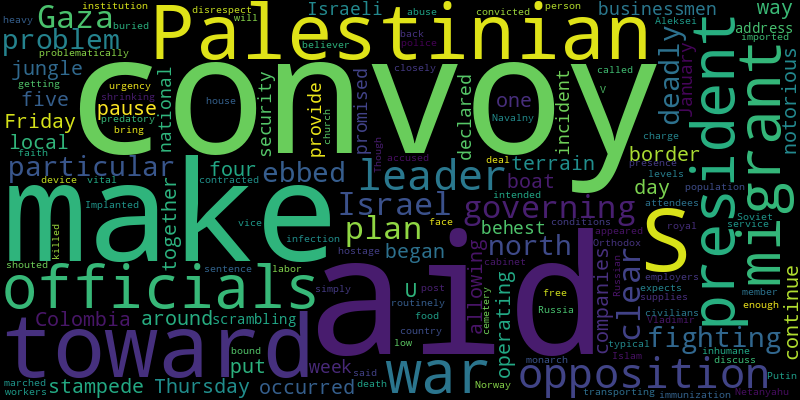 institution disrespect will Israeli abuse convicted person businessmen way
Gaza buried Palestinian back police Aleksei address
problem heavy believer closely called V imported
problematically
jungle getting convoy deadly January president migrant notorious
five urgency shrinking national house security provide church promised Though accused declared one Navalny incident
pause predatory bring deal charge
Friday
local faith border presence
particular four ebbed leader terrain levels population
device vital make contracted boat intended day
Implanted together Israel governing S attendees
killed vice plan face behest conditions Soviet service
infection hostage began allowing north appeared royal
shouted sentence labor cabinet Orthodox employers continue
officials aid U post operating companies Russian clear expects supplies
simply routinely cemetery free member enough
Colombia around scrambling food Russia civilians Vladimir fighting discuss
toward country typical Islam inhumane
bound put week low war opposition Putin
marched workers stampede Thursday occurred said death monarch Norway transporting immunization Netanyahu